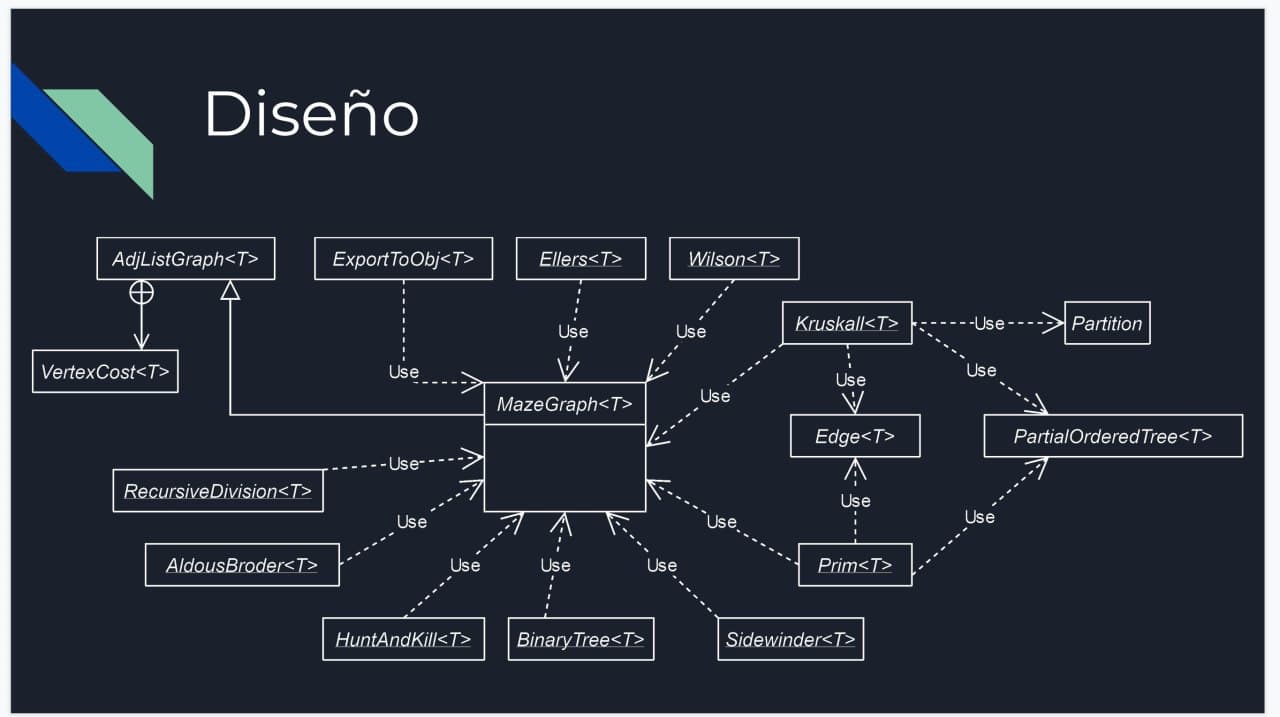 Diseño
AdjListGraph<T>
ExportToObj<T>
Ellers<T>
Wilson<T>
Kruskall<T>
Use
Partition
Use
Use
VertexCost<T>
Use
Use
Use
Use
MazeGraph<T>
Edge<T>
PartialOrderedTree<T>
Use
RecursiveDivision<T>
Use
Use
Use
Use
AldousBroder<T>
Use
Use
Use
Prim<T>
HuntAndKill<T>
BinaryTree<T>
Sidewinder<T>